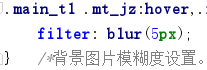 .main_t1 .mt_jz:hover,.
filter: blur(5px);
} /*背景图片模糊度设置。